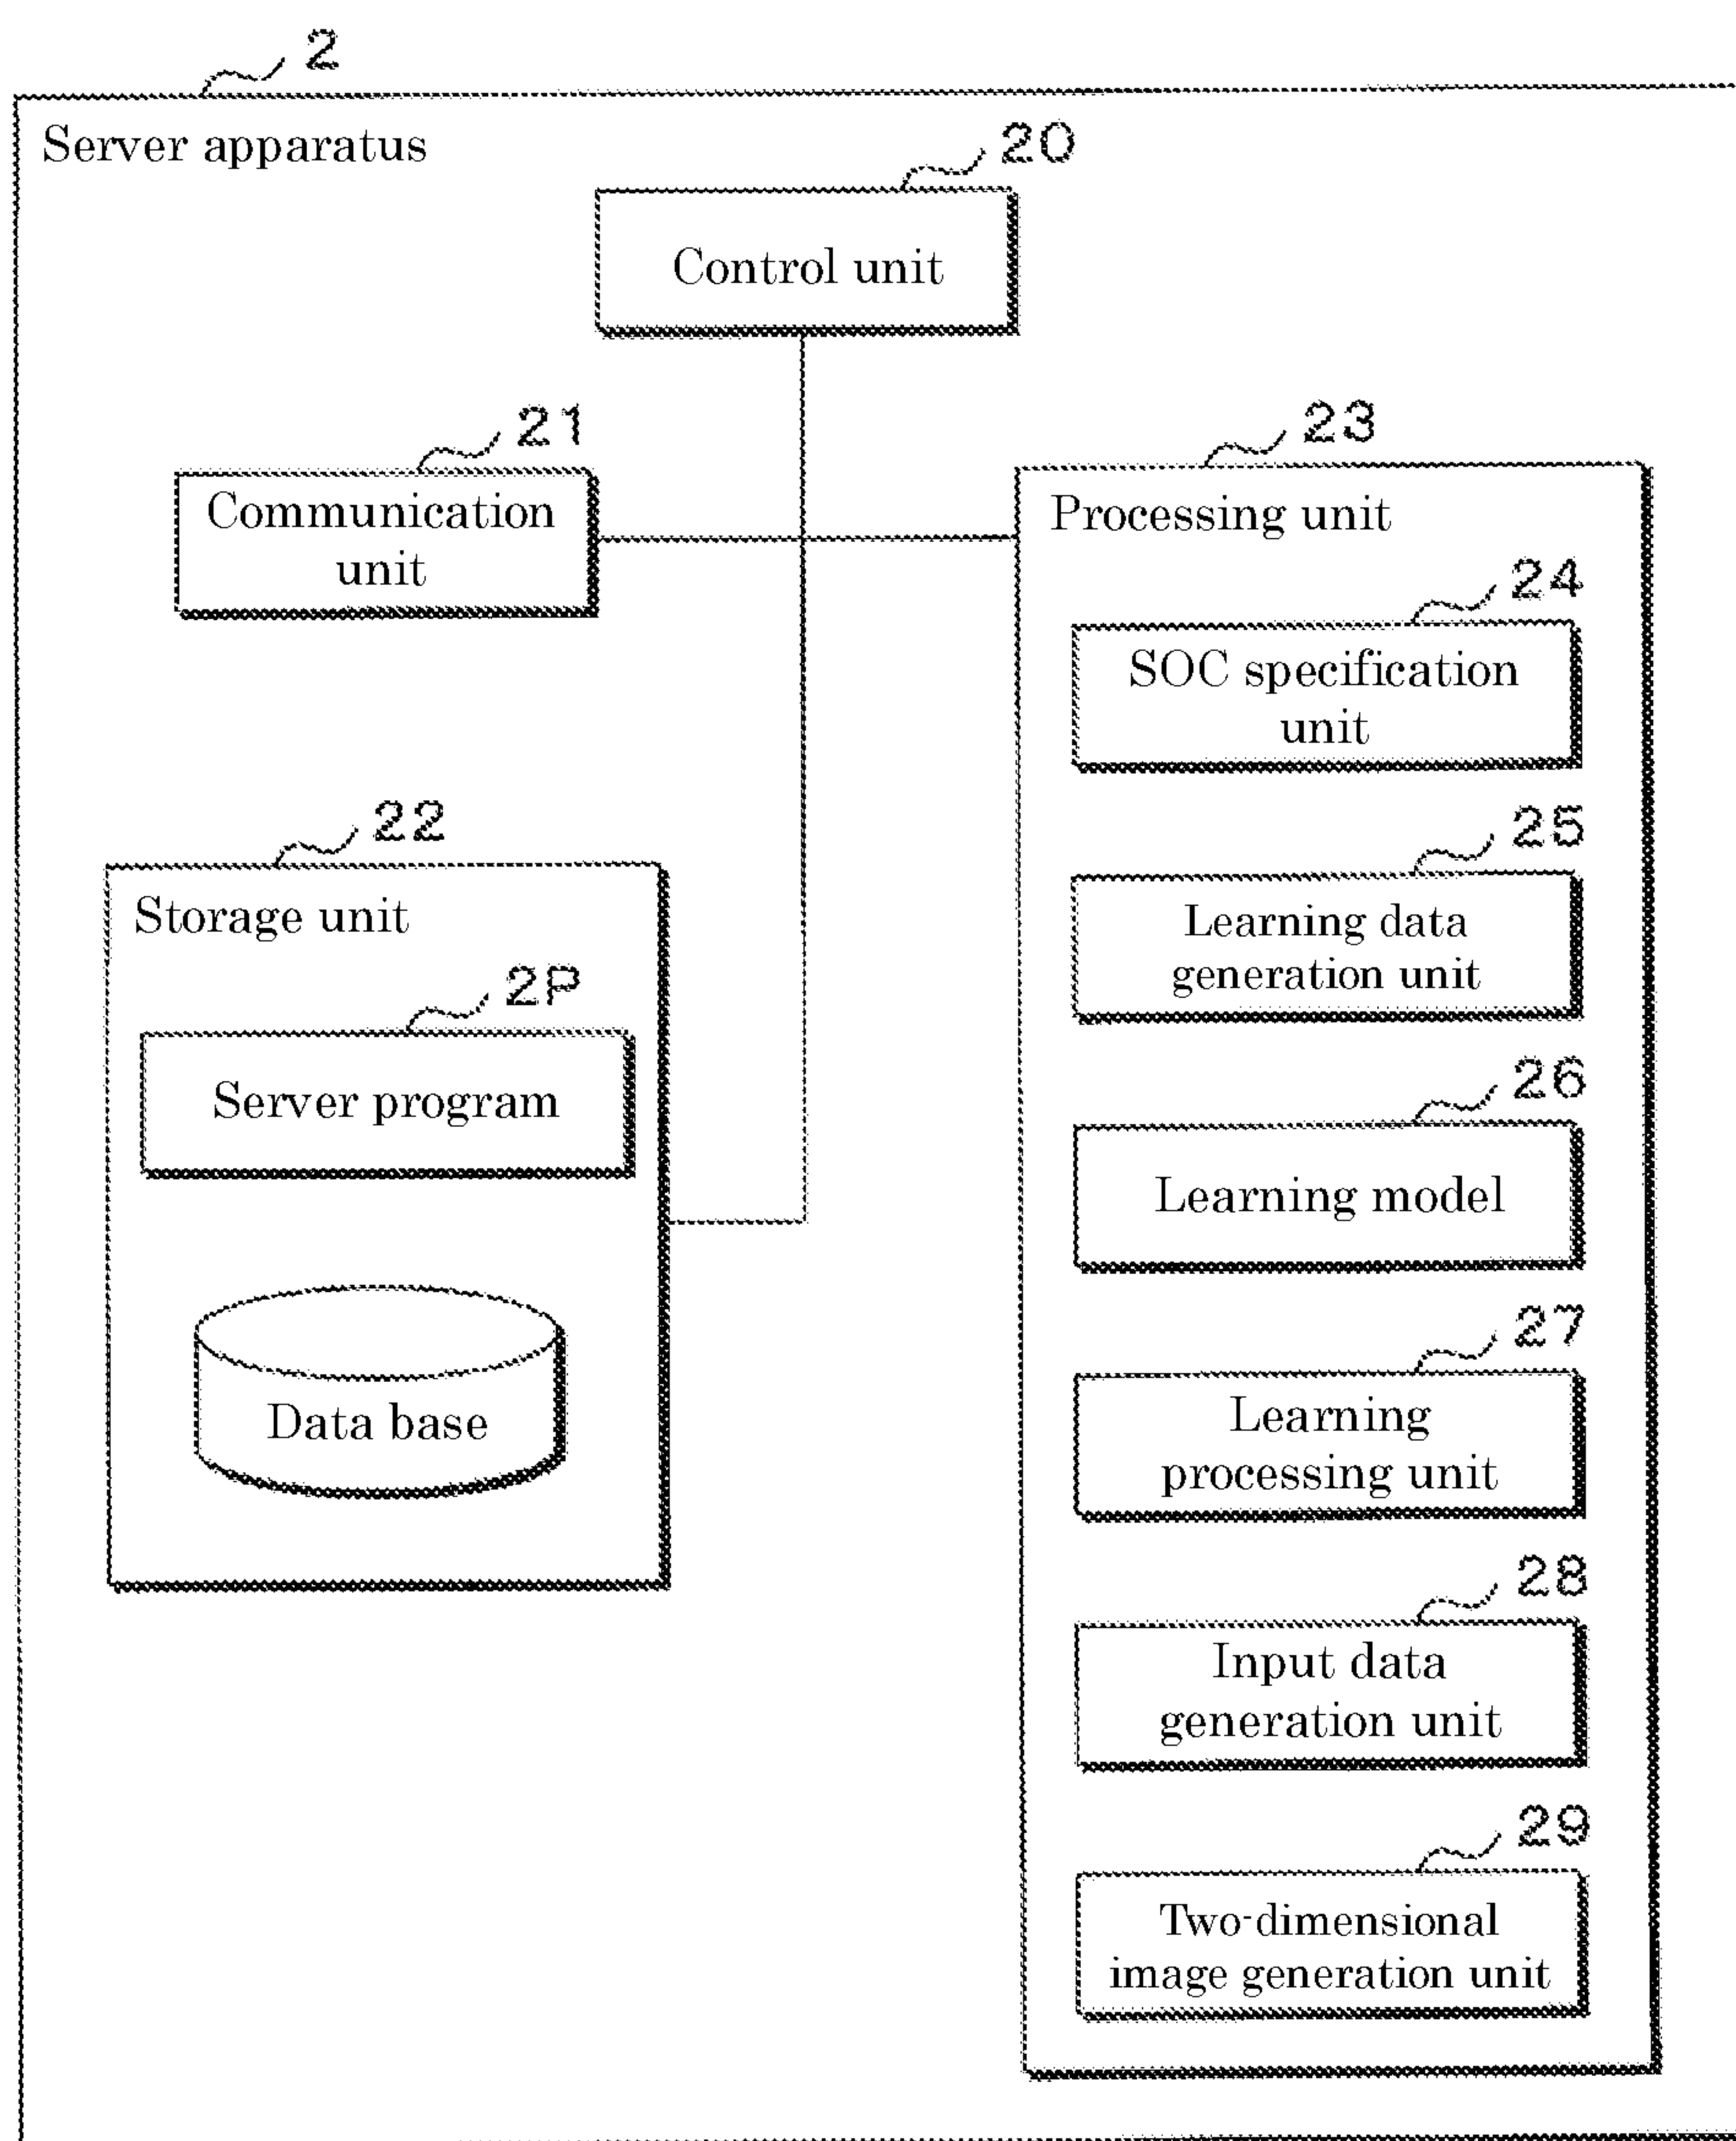 2
Server apparatus
20
Control unit
21
Communication
unit
22
Storage unit
2P
Server program
Data base
23
Processing unit
24
SOC specification
unit
25
Learning data
generation unit
26
Learning model
27
Learning
processing unit
28
Input data
generation unit
29
Two-dimensional
image generation unit